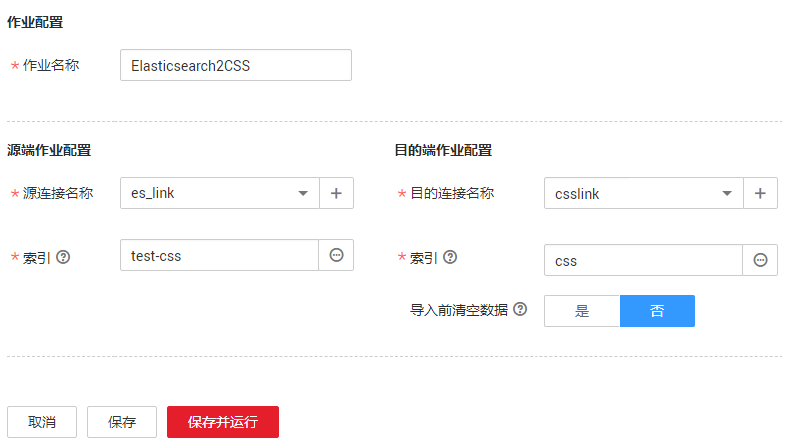 作业配置
* 作业名称 Elasticsearch2CSS
源端作业配置 目的端作业配置
* 源连接名称 es_link + * 目的连接名称 csslink +
* 索引 ? test-css * 索引 ? css
导入前清空数据 ? 是 否
取消 保存 保存并运行